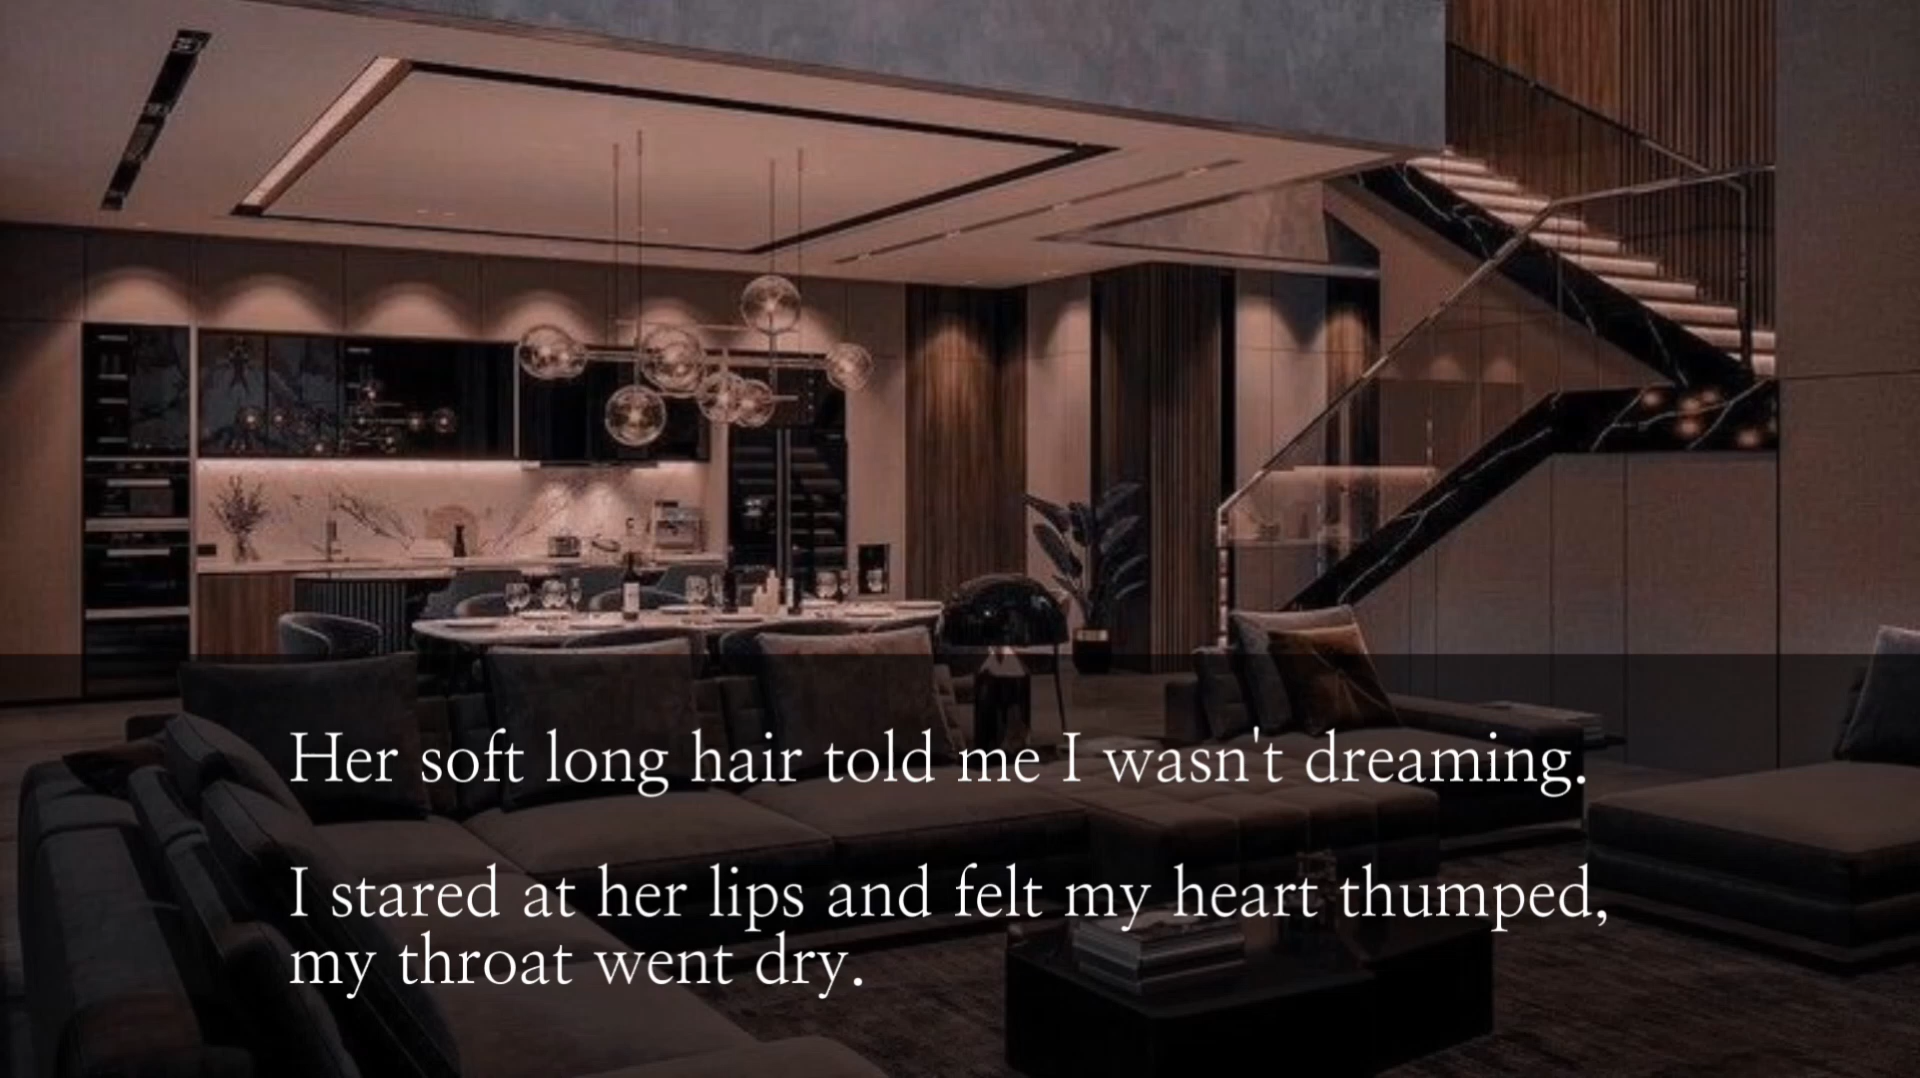 Her soft long hair told me I wasn't dreaming.
I stared at her lips and felt my heart thumped,
my throat went dry.